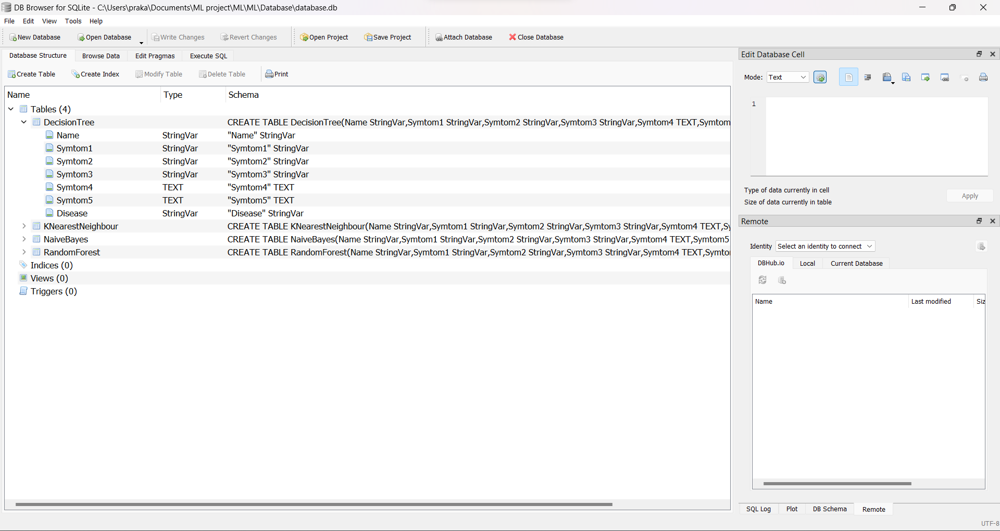 DB Browser for SQLite - C:\Users\praka\Documents\ML project\ML\ML\Database\database.db
File Edit View Tools Help
New Database Open Database Write Changes Revert Changes Open Project Save Project Attach Database Close Database
Database Structure Browse Data Edit Pragmas Execute SQL
Create Table Create Index Modify Table Delete Table Print
Name Type Schema
Tables (4)
DecisionTree CREATE TABLE DecisionTree(Name StringVar,Symtom1 StringVar,Symtom2 StringVar,Symtom3 StringVar,Symtom4 TEXT,Symtom
Name StringVar "Name" StringVar
Symtom1 StringVar "Symtom1" StringVar
Symtom2 StringVar "Symtom2" StringVar
Symtom3 StringVar "Symtom3" StringVar
Symtom4 TEXT "Symtom4" TEXT
Symtom5 TEXT "Symtom5" TEXT
Disease StringVar "Disease" StringVar
KNearestNeighbour CREATE TABLE KNearestNeighbour(Name StringVar,Symtom1 StringVar,Symtom2 StringVar,Symtom3 StringVar,Symtom4 TEXT,Sy
NaiveBayes CREATE TABLE NaiveBayes(Name StringVar,Symtom1 StringVar,Symtom2 StringVar,Symtom3 StringVar,Symtom4 TEXT,Symtom5
RandomForest CREATE TABLE RandomForest(Name StringVar,Symtom1 StringVar,Symtom2 StringVar,Symtom3 StringVar,Symtom4 TEXT,Symto
Indices (0)
Views (0)
Triggers (0)
Edit Database Cell
Mode: Text
1
Type of data currently in cell
Size of data currently in table
Apply
Remote
Identity Select an identity to connect
DBHub.io Local Current Database
Name Last modified Siz
SQL Log Plot DB Schema Remote
UTF-8